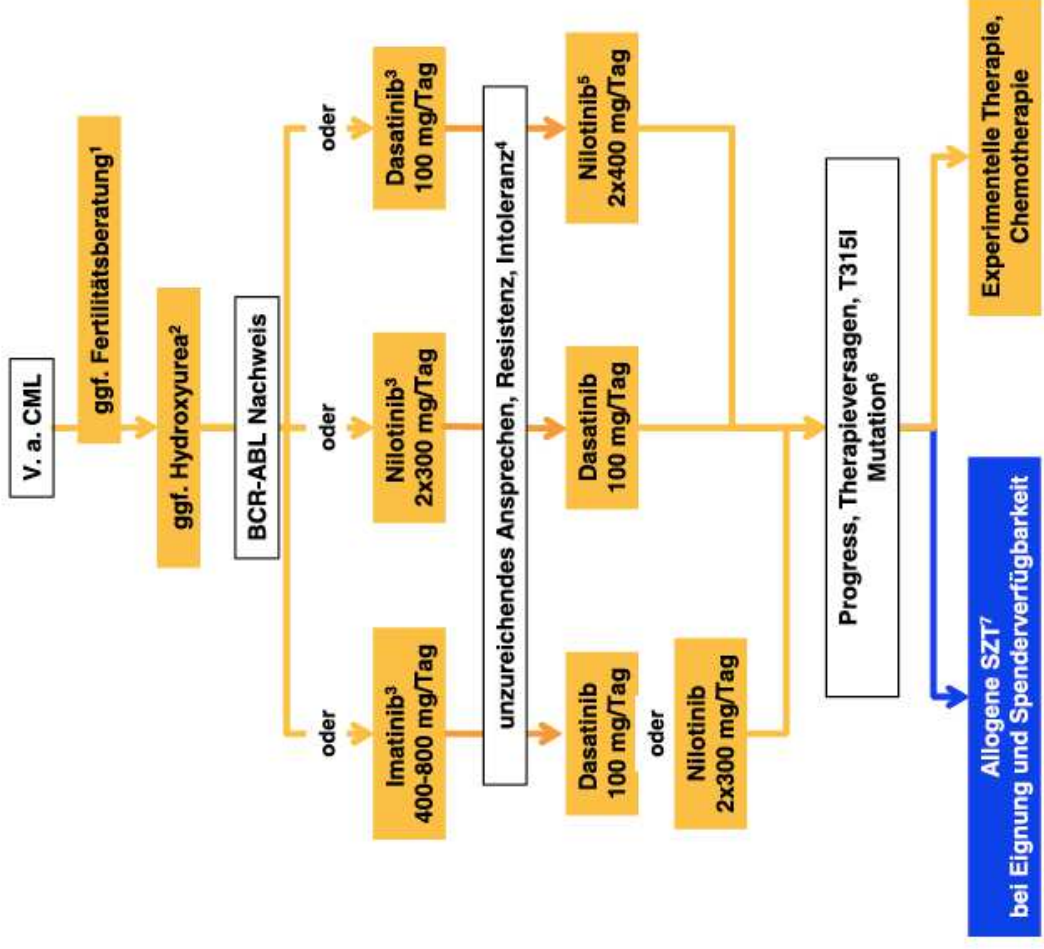 V. a. CML
ggf. Fertilitätsberatung¹
ggf. Hydroxyurea²
BCR-ABL Nachweis
oder
oder
oder
Imatinib³
400-800 mg/Tag
Nilotinib³
2x300 mg/Tag
Dasatinib³
100 mg/Tag
unzureichendes Ansprechen, Resistenz, Intoleranz⁴
Dasatinib
100 mg/Tag
oder
Nilotinib
2x300 mg/Tag
Dasatinib
100 mg/Tag
Nilotinib⁵
2x400 mg/Tag
Progress, Therapieversagen, T315I
Mutation⁶
Allogene SZT⁷
bei Eignung und Spenderverfügbarkeit
Experimentelle Therapie,
Chemotherapie